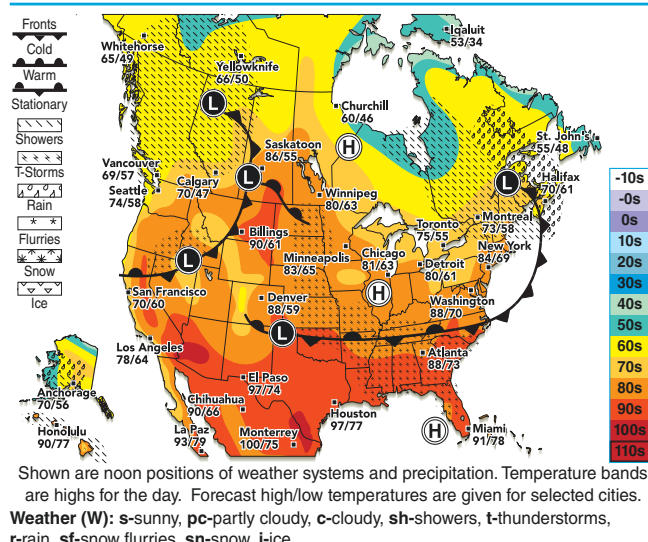 Fronts
Cold
Warm
Stationary
Showers
T-Storms
Rain
Flurries
Snow
Ice
Iqaluit
53/34
Whitehorse
65/49
Yellowknife
66/50
Churchill
60/46
St. John's
55/48
Saskatoon
86/55
Vancouver
69/57
Calgary
70/47
Halifax
70/61
Seattle
74/58
Winnipeg
80/63
Toronto
75/55
Montreal
73/58
Billings
90/61
Minneapolis
83/65
Chicago
81/63
Detroit
80/61
New York
84/69
San Francisco
70/60
Denver
88/59
Washington
88/70
Los Angeles
78/64
Atlanta
88/73
El Paso
97/74
Anchorage
70/56
Chihuahua
90/66
Houston
97/77
Honolulu
90/77
La Paz
93/79
Monterrey
100/75
Miami
91/78
L
L
L
L
L
H
H
H
-10s
-0s
0s
10s
20s
30s
40s
50s
60s
70s
80s
90s
100s
110s
Shown are noon positions of weather systems and precipitation. Temperature bands
are highs for the day. Forecast high/low temperatures are given for selected cities.
Weather (W): s-sunny, pc-partly cloudy, c-cloudy, sh-showers, t-thunderstorms,
r-rain, sf-snow flurries, sn-snow, i-ice